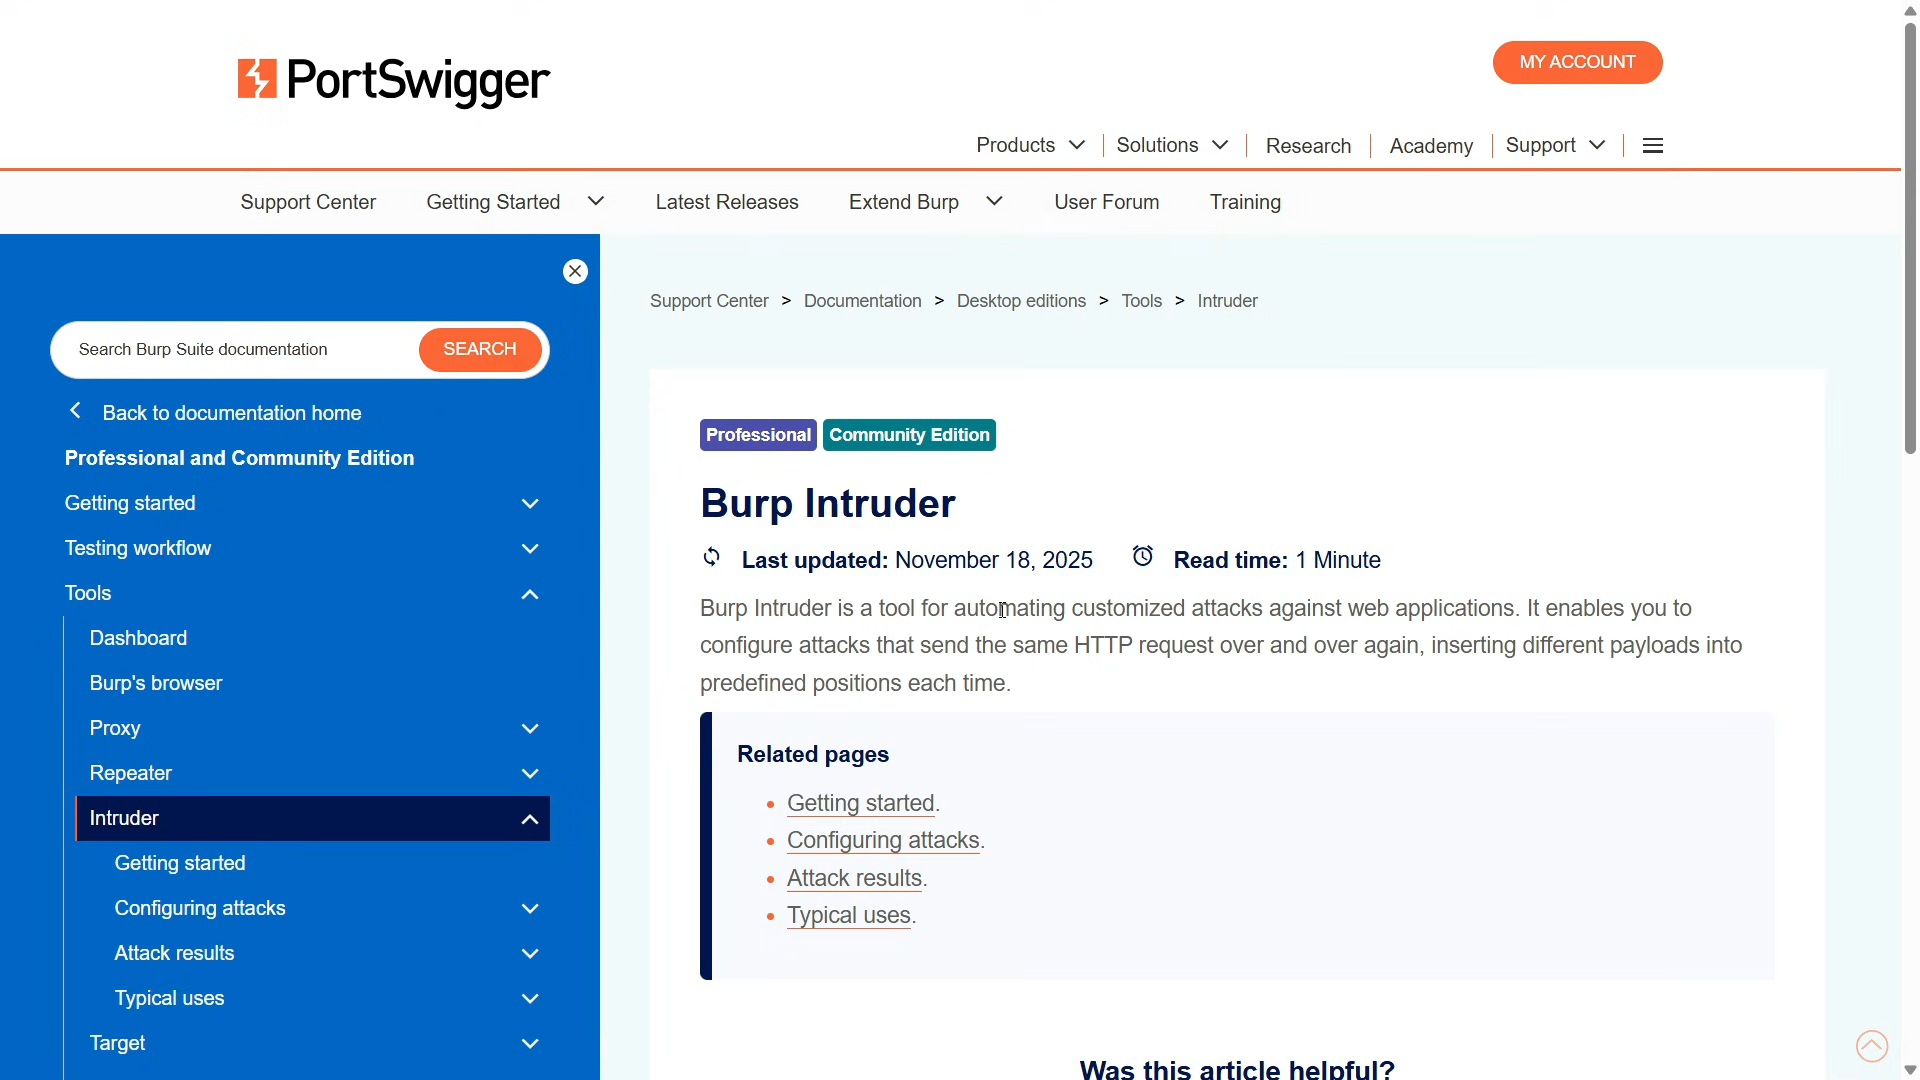 PortSwigger
MY ACCOUNT
Products
Solutions
Research
Academy
Support
Support Center
Getting Started
Latest Releases
Extend Burp
User Forum
Training
Search Burp Suite documentation
SEARCH
Back to documentation home
Professional and Community Edition
Getting started
Testing workflow
Tools
Dashboard
Burp's browser
Proxy
Repeater
Intruder
Getting started
Configuring attacks
Attack results
Typical uses
Target
Support Center > Documentation > Desktop editions > Tools > Intruder
Professional Community Edition
Burp Intruder
Last updated: November 18, 2025 Read time: 1 Minute
Burp Intruder is a tool for automating customized attacks against web applications. It enables you to
configure attacks that send the same HTTP request over and over again, inserting different payloads into
predefined positions each time.
Related pages
• Getting started.
• Configuring attacks.
• Attack results.
• Typical uses.
Was this article helpful?